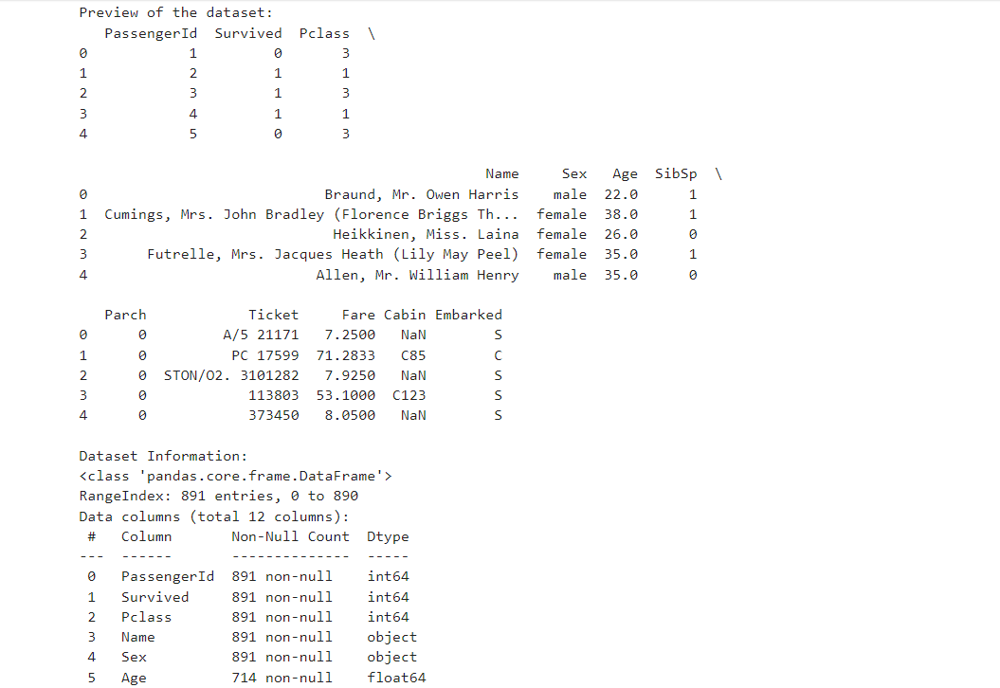 Preview of the dataset:
   PassengerId  Survived  Pclass  \
0            1         0       3
1            2         1       1
2            3         1       3
3            4         1       1
4            5         0       3
                                                Name     Sex   Age  SibSp  \
0                            Braund, Mr. Owen Harris    male  22.0      1
1  Cumings, Mrs. John Bradley (Florence Briggs Th...  female  38.0      1
2                             Heikkinen, Miss. Laina  female  26.0      0
3       Futrelle, Mrs. Jacques Heath (Lily May Peel)  female  35.0      1
4                           Allen, Mr. William Henry    male  35.0      0
   Parch            Ticket     Fare Cabin Embarked
0      0         A/5 21171   7.2500   NaN        S
1      0          PC 17599  71.2833   C85        C
2      0  STON/O2. 3101282   7.9250   NaN        S
3      0            113803  53.1000  C123        S
4      0            373450   8.0500   NaN        S
Dataset Information:
<class 'pandas.core.frame.DataFrame'>
RangeIndex: 891 entries, 0 to 890
Data columns (total 12 columns):
 #   Column       Non-Null Count  Dtype
---  ------       --------------  -----
 0   PassengerId  891 non-null    int64
 1   Survived     891 non-null    int64
 2   Pclass       891 non-null    int64
 3   Name         891 non-null    object
 4   Sex          891 non-null    object
 5   Age          714 non-null    float64